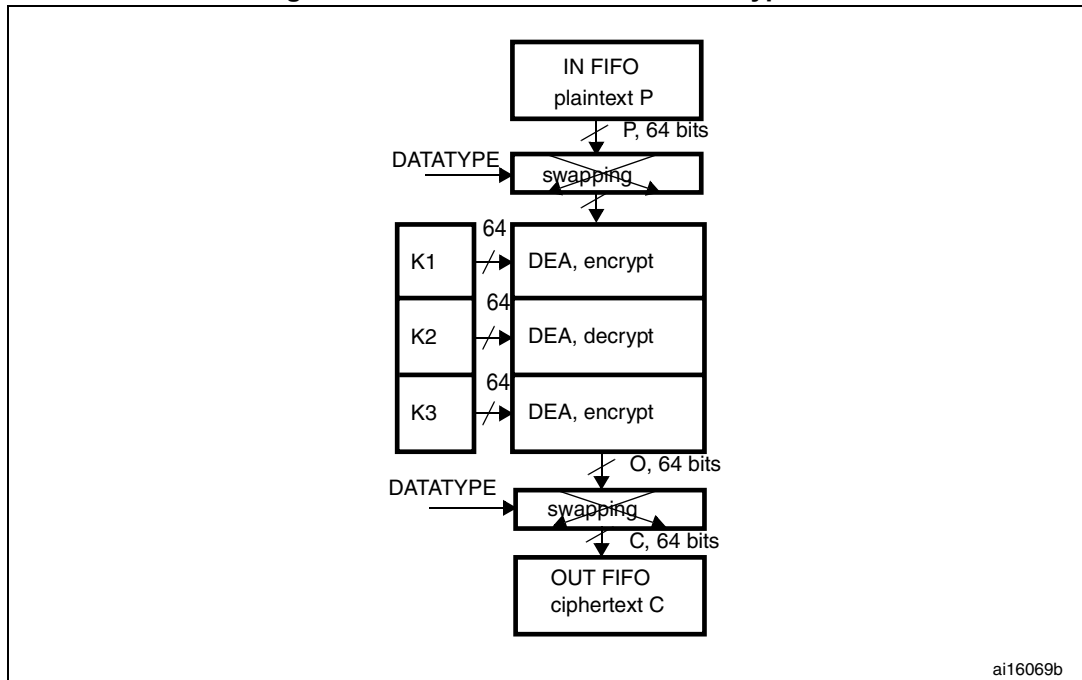 IN FIFO
plaintext P
P, 64 bits
DATATYPE
swapping
64
K1
DEA, encrypt
64
K2
DEA, decrypt
64
K3
DEA, encrypt
O, 64 bits
DATATYPE
swapping
C, 64 bits
OUT FIFO
ciphertext C
ai16069b